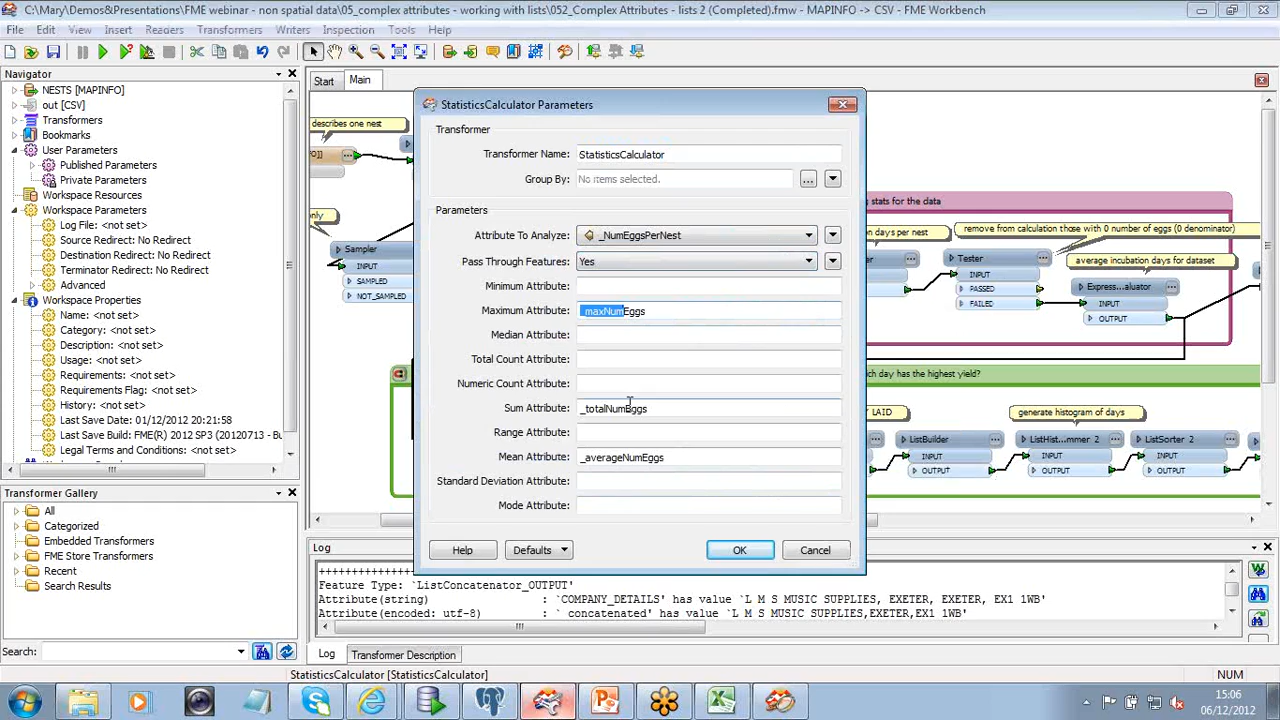 C:\Mary\Demos&Presentations\FME webinar - non spatial data\05_complex attributes - working with lists\052_Complex Attributes - lists 2 (Completed).fmw - MAPINFO -> CSV - FME Workbench
File Edit View Insert Readers Transformers Writers Inspection Tools Help
Navigator
NESTS [MAPINFO]
out [CSV]
Transformers
Bookmarks
User Parameters
Published Parameters
Private Parameters
Workspace Resources
Workspace Parameters
Log File: <not set>
Source Redirect: No Redirect
Destination Redirect: No Redirect
Terminator Redirect: No Redirect
Advanced
Workspace Properties
Name: <not set>
Category: <not set>
Description: <not set>
Usage: <not set>
Requirements: <not set>
Requirements Flag: <not set>
History: <not set>
Last Save Date: 01/12/2012 20:21:58
Last Save Build: FME(R) 2012 SP3 (20120713 - Bu
Legal Terms and Conditions: <not set>
Transformer Gallery
All
Categorized
Embedded Transformers
FME Store Transformers
Recent
Search Results
Search:
Start Main
describes one nest
only
Sampler
INPUT
SAMPLED
NOT_SAMPLED
StatisticsCalculator Parameters
Transformer
Transformer Name: StatisticsCalculator
Group By: No items selected.
Parameters
Attribute To Analyze: _NumEggsPerNest
Pass Through Features: Yes
Minimum Attribute:
Maximum Attribute: _maxNumEggs
Median Attribute:
Total Count Attribute:
Numeric Count Attribute:
Sum Attribute: _totalNumEggs
Range Attribute:
Mean Attribute: _averageNumEggs
Standard Deviation Attribute:
Mode Attribute:
Help Defaults OK Cancel
stats for the data
on days per nest
remove from calculation those with 0 number of eggs (0 denominator)
average incubation days for dataset
Tester
INPUT
PASSED
FAILED
Express...aluator
INPUT
OUTPUT
ch day has the highest yield?
LAID
generate histogram of days
ListBuilder
INPUT
OUTPUT
ListHist...mmer_2
INPUT
OUTPUT
ListSorter_2
INPUT
OUTPUT
Log
Feature Type: `ListConcatenator_OUTPUT'
Attribute(string) : `COMPANY_DETAILS' has value `L M S MUSIC SUPPLIES, EXETER, EXETER, EX1 1WB'
Attribute(encoded: utf-8) : `_concatenated' has value `L M S MUSIC SUPPLIES,EXETER,EX1 1WB'
Log Transformer Description
StatisticsCalculator [StatisticsCalculator]
NUM
15:06
06/12/2012